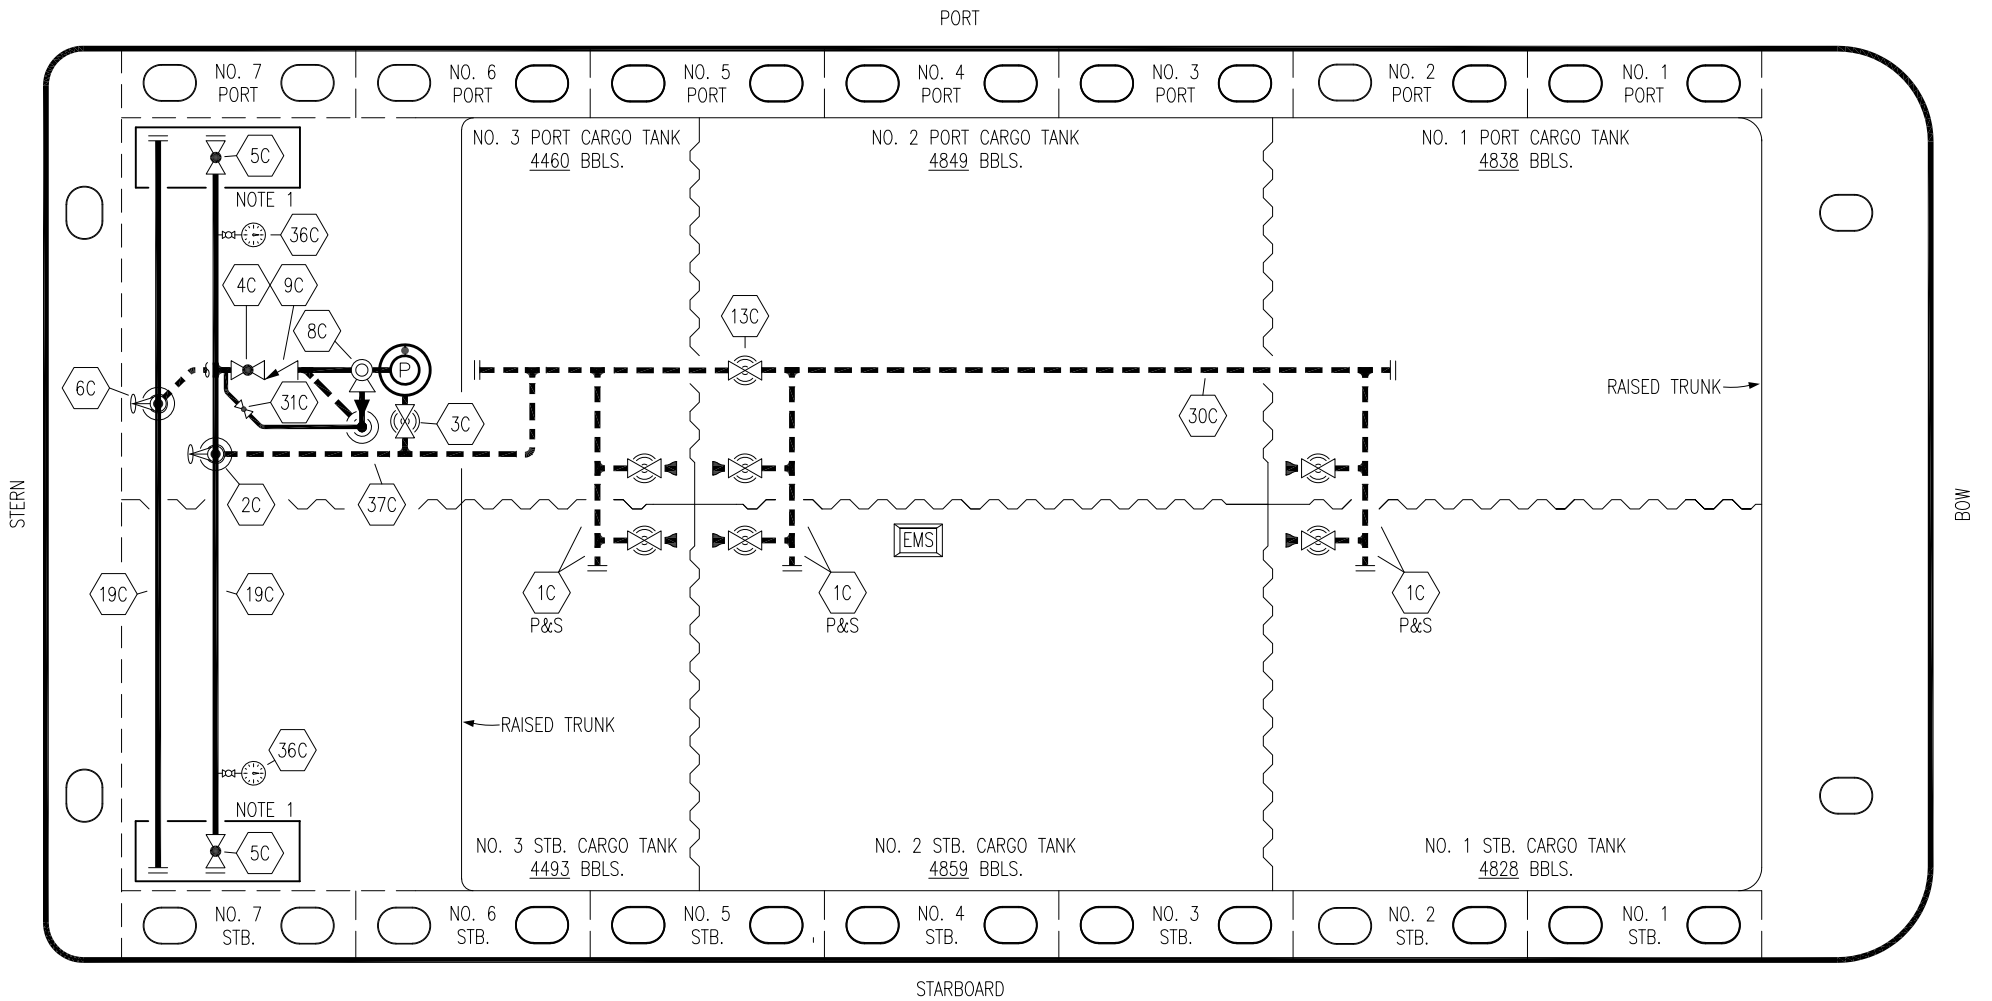 PORT
NO. 7
PORT
NO. 6
PORT
NO. 5
PORT
NO. 4
PORT
NO. 3
PORT
NO. 2
PORT
NO. 1
PORT
NO. 3 PORT CARGO TANK
4460 BBLS.
NO. 2 PORT CARGO TANK
4849 BBLS.
NO. 1 PORT CARGO TANK
4838 BBLS.
5C
NOTE 1
36C
4C
9C
8C
13C
P
6C
31C
3C
30C
RAISED TRUNK
2C
37C
STERN
BOW
EMS
19C
19C
1C
P&S
1C
P&S
1C
P&S
RAISED TRUNK
36C
NOTE 1
5C
NO. 3 STB. CARGO TANK
4493 BBLS.
NO. 2 STB. CARGO TANK
4859 BBLS.
NO. 1 STB. CARGO TANK
4828 BBLS.
NO. 7
STB.
NO. 6
STB.
NO. 5
STB.
NO. 4
STB.
NO. 3
STB.
NO. 2
STB.
NO. 1
STB.
STARBOARD